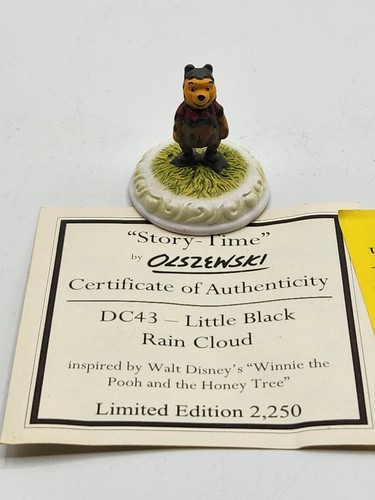 "Story-Time"
by OLSZEWSKI
Certificate of Authenticity
DC43 – Little Black
Rain Cloud
inspired by Walt Disney's "Winnie the
Pooh and the Honey Tree"
Limited Edition 2,250